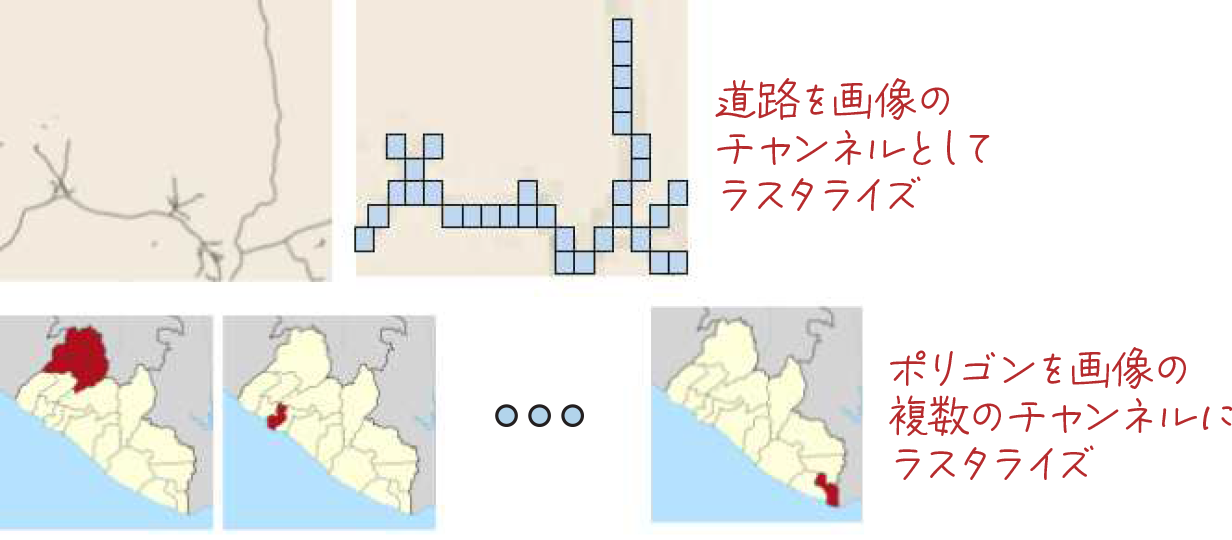 道路を画像の
チャンネルとして
ラスタライズ
ポリゴンを画像の
複数のチャンネルに
ラスタライズ